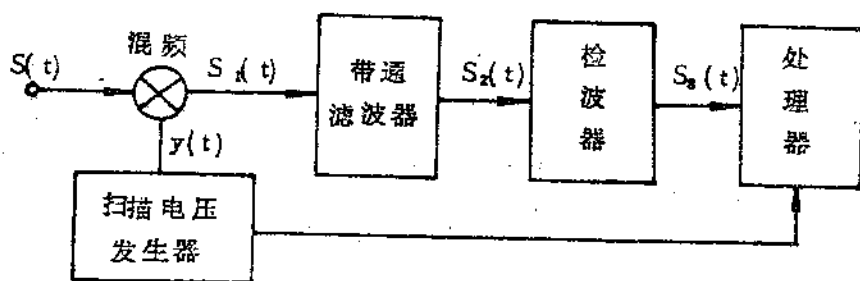 混频
S(t)
S₁(t)
带通
滤波器
S₂(t)
检
波
器
S₃(t)
处
理
器
y(t)
扫描电压
发生器